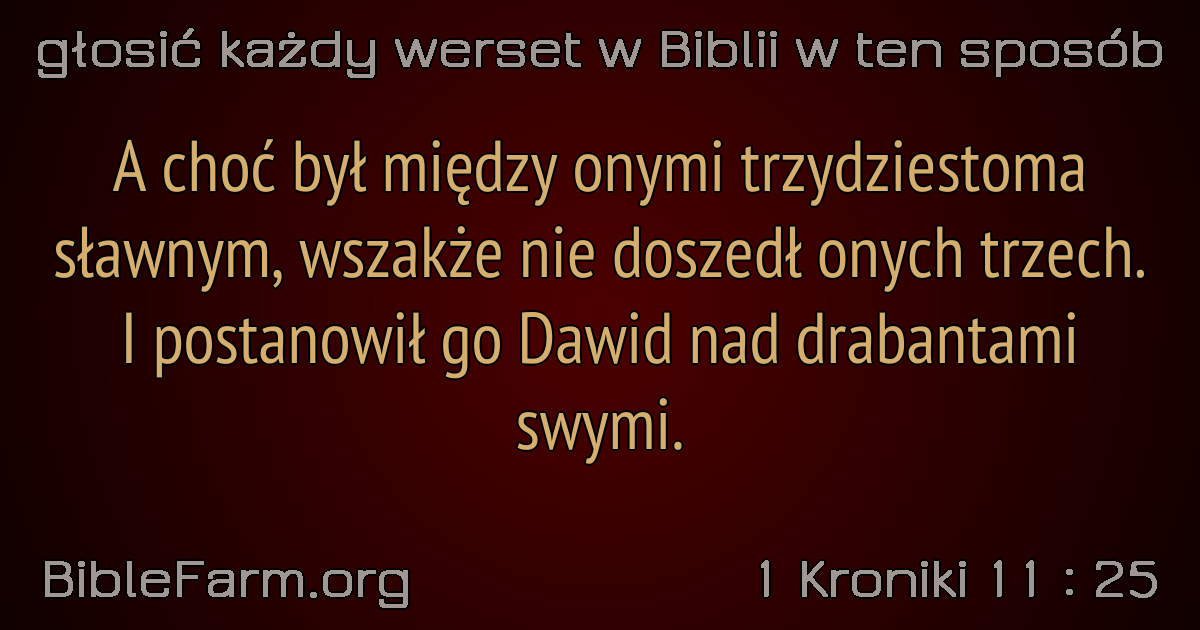 głosić każdy werset w Biblii w ten sposób
A choć był między onymi trzydziestoma
sławnym, wszakże nie doszedł onych trzech.
I postanowił go Dawid nad drabantami
swymi.
BibleFarm.org
1 Kroniki 11 : 25